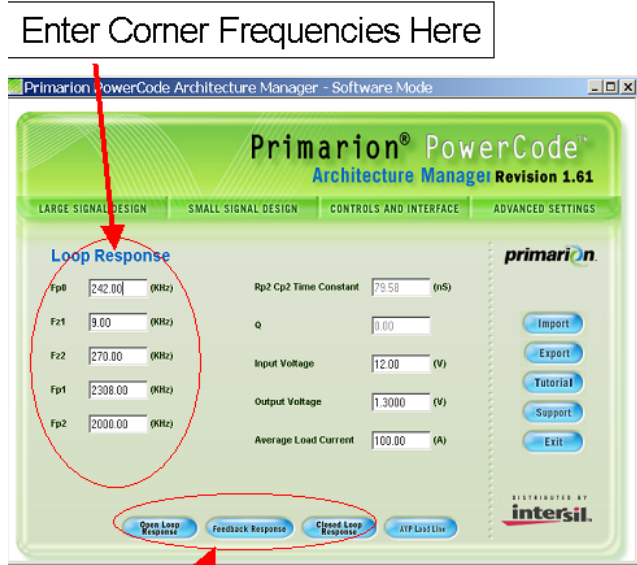 Enter Corner Frequencies Here
Primarion PowerCode Architecture Manager - Software Mode
Primarion® PowerCode™
Architecture Manager Revision 1.61
LARGE SIGNAL DESIGN SMALL SIGNAL DESIGN CONTROLS AND INTERFACE ADVANCED SETTINGS
Loop Response
primarion.
Fp0 242.00 (KHz) Rp2 Cp2 Time Constant 79.58 (nS)
Fz1 9.00 (KHz) Q 0.00 Import
Fz2 270.00 (KHz) Input Voltage 12.00 (V) Export
Fp1 2308.00 (KHz) Output Voltage 1.3000 (V) Tutorial
Fp2 2000.00 (KHz) Average Load Current 100.00 (A) Support
Exit
DISTRIBUTED BY
intersil.
Open Loop Response Feedback Response Closed Loop Response AVP Load Line